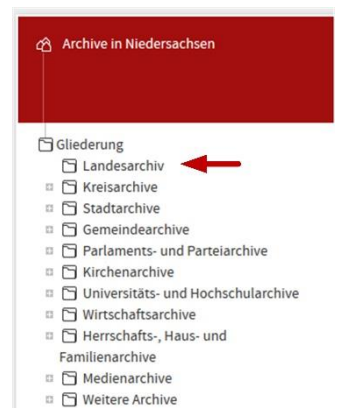 Archive in Niedersachsen
Gliederung
Landesarchiv
Kreisarchive
Stadtarchive
Gemeindearchive
Parlaments- und Parteiarchive
Kirchenarchive
Universitäts- und Hochschularchive
Wirtschaftsarchive
Herrschafts-, Haus- und
Familienarchive
Medienarchive
Weitere Archive